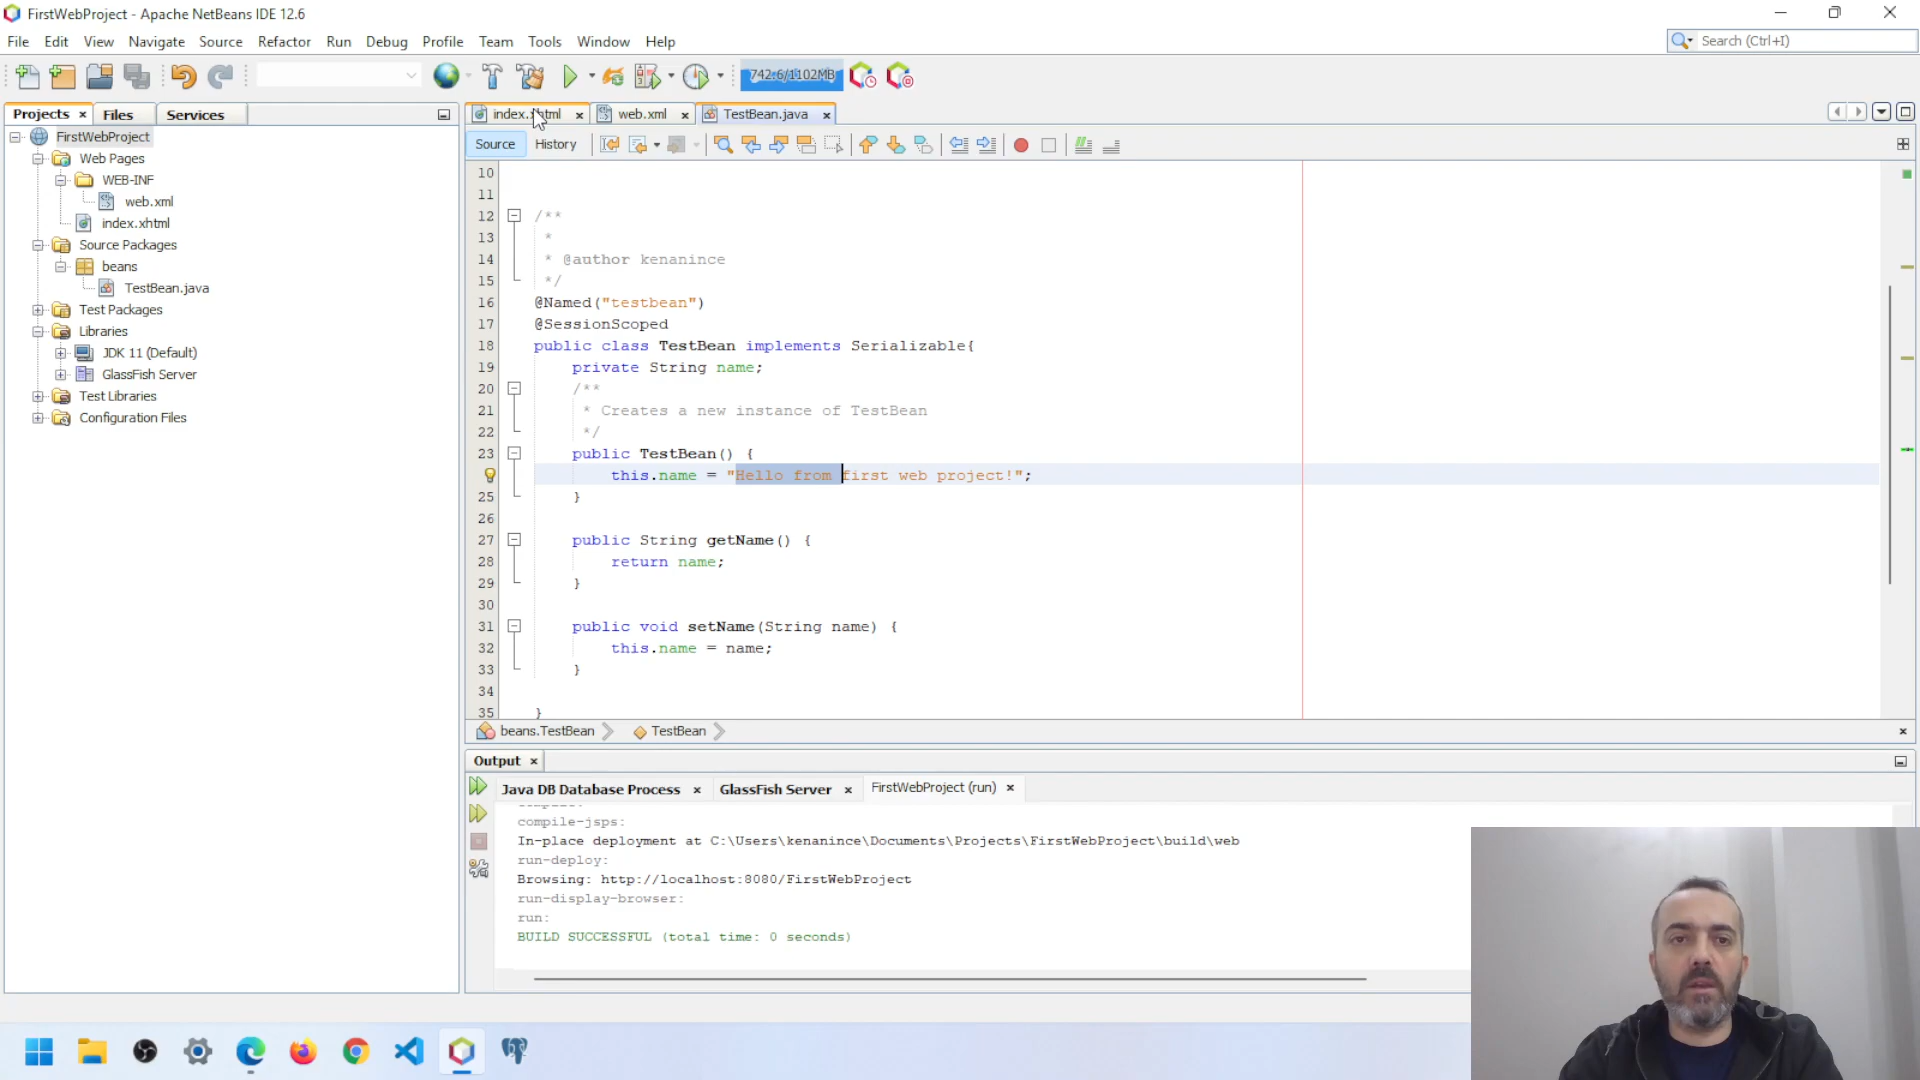 FirstWebProject - Apache NetBeans IDE 12.6
File Edit View Navigate Source Refactor Run Debug Profile Team Tools Window Help
Search (Ctrl+I)
742.6/1102MB
Projects Files Services
index.xhtml web.xml TestBean.java
FirstWebProject
Web Pages
WEB-INF
web.xml
index.xhtml
Source Packages
beans
TestBean.java
Test Packages
Libraries
JDK 11 (Default)
GlassFish Server
Test Libraries
Configuration Files
Source History
10
11
12 /**
13 *
14 * @author kenanince
15 */
16 @Named("testbean")
17 @SessionScoped
18 public class TestBean implements Serializable{
19 private String name;
20 /**
21 * Creates a new instance of TestBean
22 */
23 public TestBean() {
this.name = "Hello from first web project!";
25 }
26
27 public String getName() {
28 return name;
29 }
30
31 public void setName(String name) {
32 this.name = name;
33 }
34
35 }
beans.TestBean TestBean
Output
Java DB Database Process GlassFish Server FirstWebProject (run)
compile-jsps:
In-place deployment at C:\Users\kenanince\Documents\Projects\FirstWebProject\build\web
run-deploy:
Browsing: http://localhost:8080/FirstWebProject
run-display-browser:
run:
BUILD SUCCESSFUL (total time: 0 seconds)